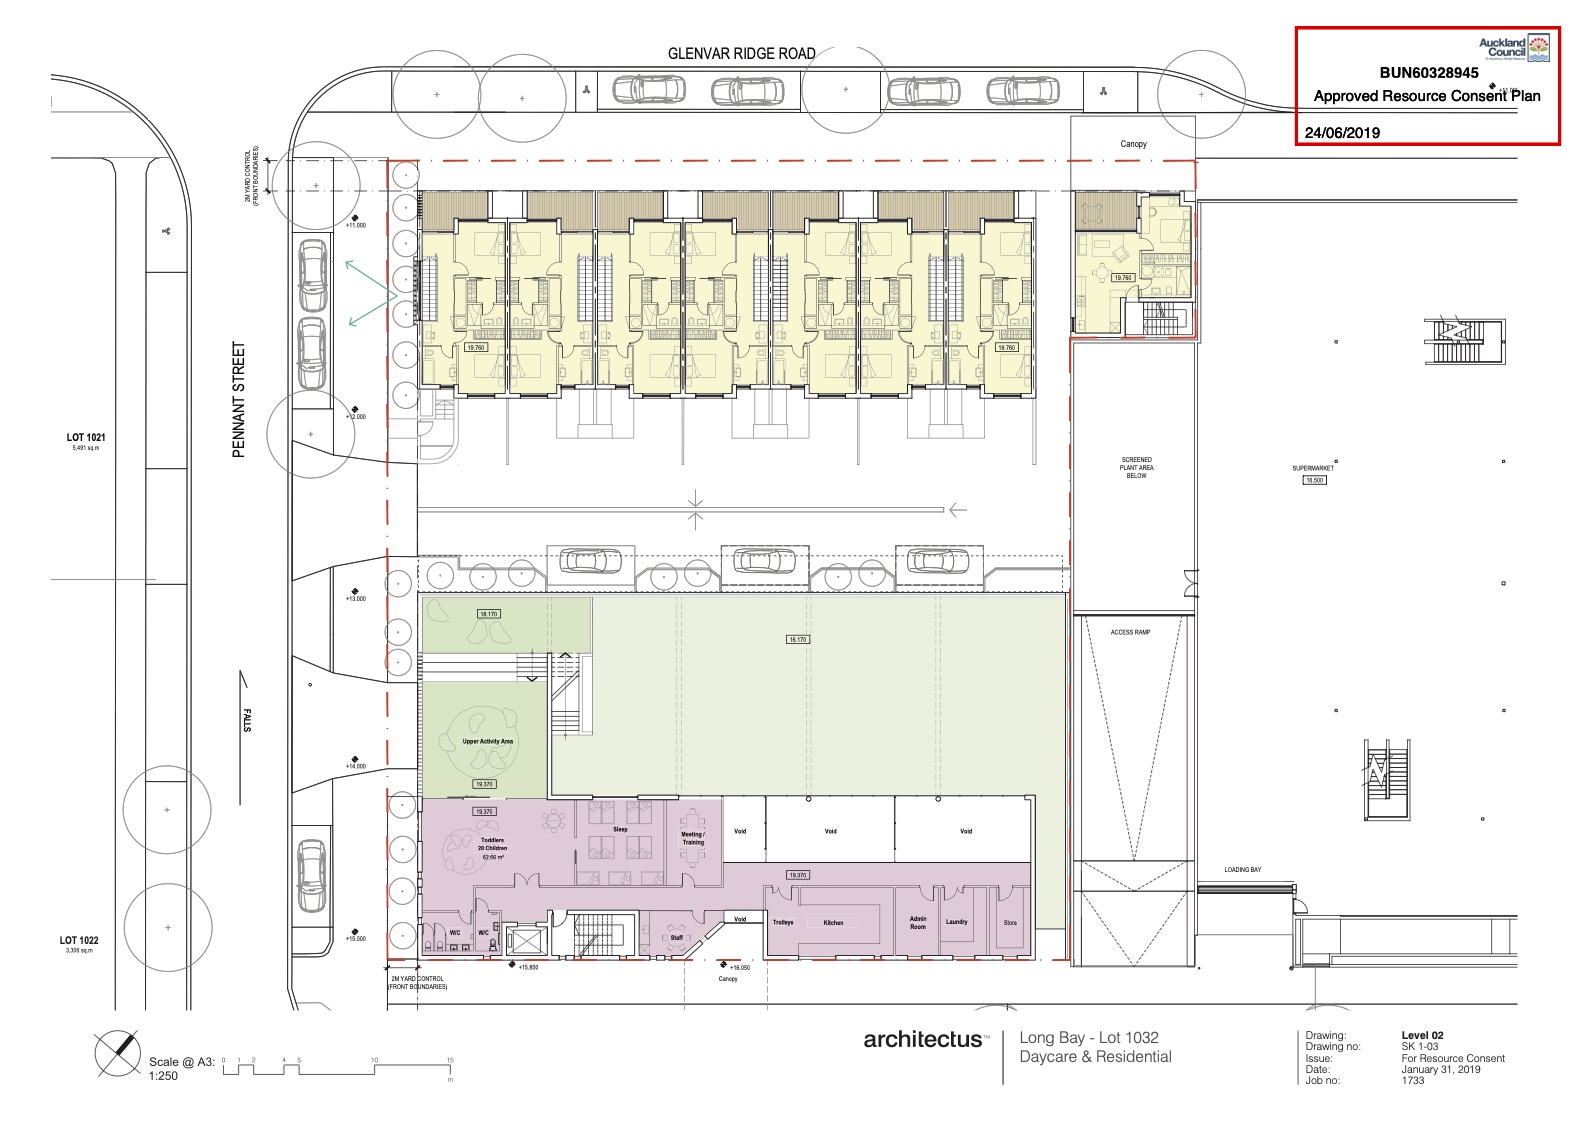 GLENVAR RIDGE ROAD
Auckland
Council
BUN60328945
Approved Resource Consent Plan
24/06/2019
Canopy
2M YARD CONTROL
(FRONT BOUNDARIES)
+11.000
19.760
19.760
19.760
PENNANT STREET
+12.000
LOT 1021
5,491 sq.m
SCREENED
PLANT AREA
BELOW
SUPERMARKET
16.500
+13.000
18.170
16.170
ACCESS RAMP
FALLS
Upper Activity Area
+14.000
19.370
19.370
Toddlers
20 Children
62.66 m²
Sleep
Meeting /
Training
Void
Void
Void
19.370
LOADING BAY
Void
Trolleys
Kitchen
Admin
Room
Laundry
Store
W/C
W/C
Staff
LOT 1022
3,306 sq.m
+15.000
+15.850
+16.050
Canopy
2M YARD CONTROL
(FRONT BOUNDARIES)
Scale @ A3:
1:250
0 1 2 4 5 10 15
m
architectus™
Long Bay - Lot 1032
Daycare & Residential
Drawing: Level 02
Drawing no: SK 1-03
Issue: For Resource Consent
Date: January 31, 2019
Job no: 1733